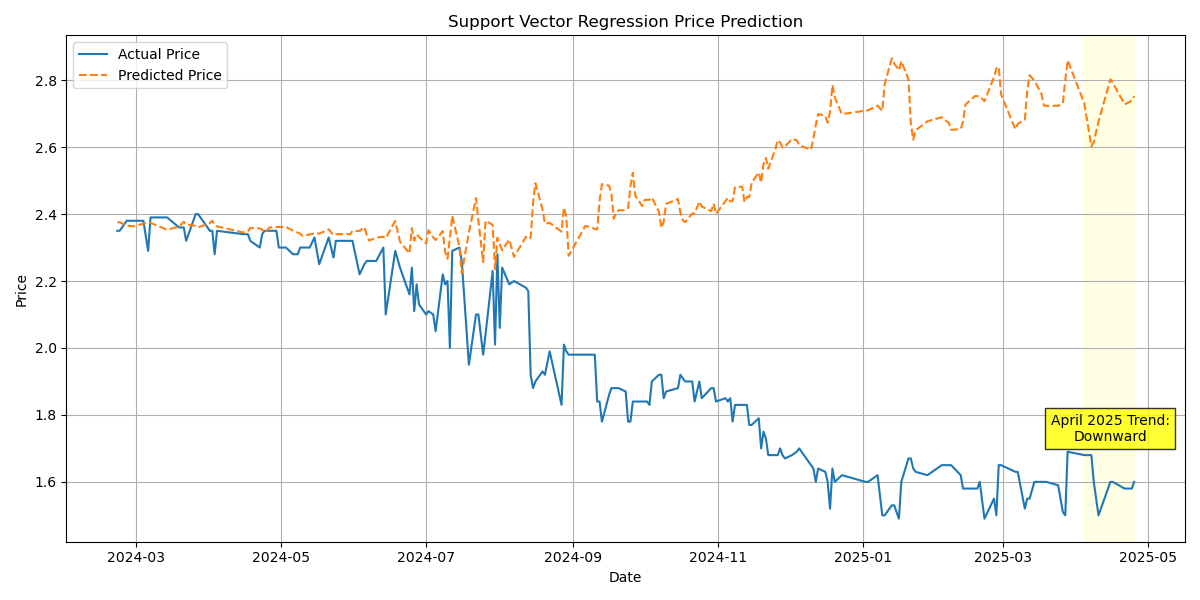 Support Vector Regression Price Prediction
Actual Price
Predicted Price
Price
2.8
2.6
2.4
2.2
2.0
1.8
1.6
April 2025 Trend:
Downward
2024-03
2024-05
2024-07
2024-09
2024-11
2025-01
2025-03
2025-05
Date